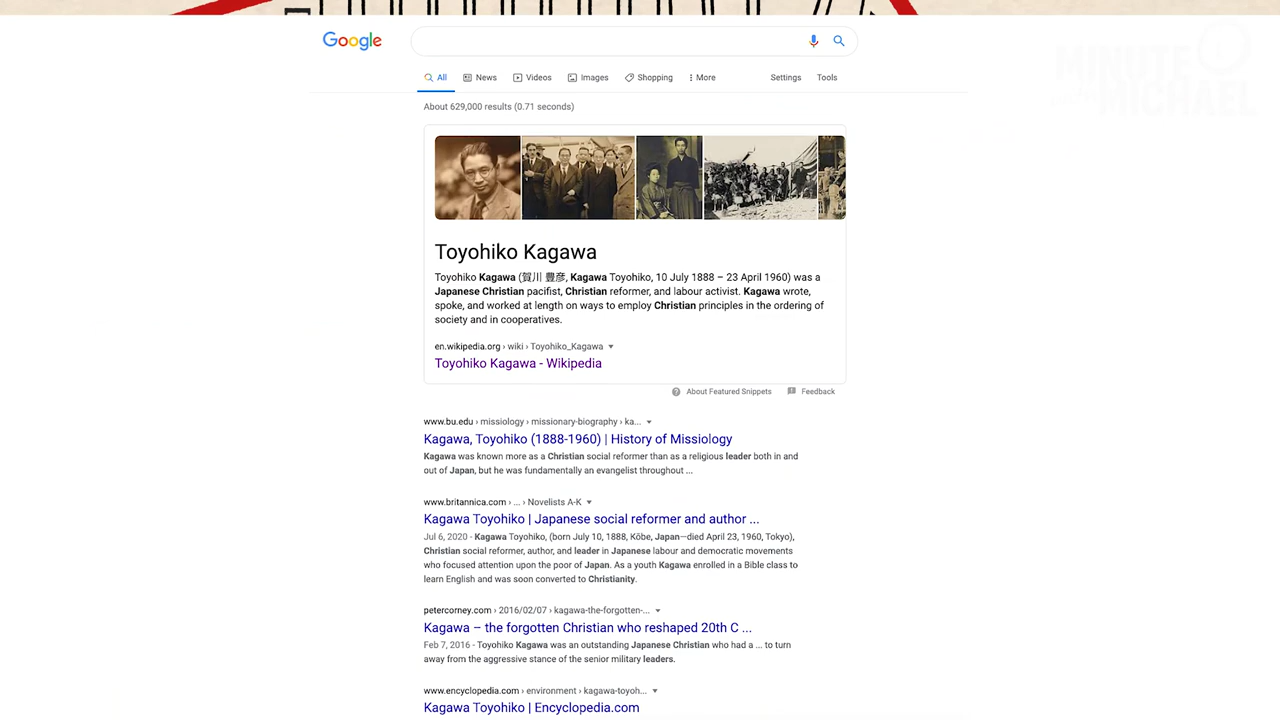 Google
All
News
Videos
Images
Shopping
More
Settings
Tools
MINUTE
MICHAEL
About 629,000 results (0.71 seconds)
Toyohiko Kagawa
Toyohiko Kagawa (賀川 豊彦, Kagawa Toyohiko, 10 July 1888 – 23 April 1960) was a
Japanese Christian pacifist, Christian reformer, and labour activist. Kagawa wrote,
spoke, and worked at length on ways to employ Christian principles in the ordering of
society and in cooperatives.
en.wikipedia.org › wiki › Toyohiko_Kagawa
Toyohiko Kagawa - Wikipedia
About Featured Snippets
Feedback
www.bu.edu › missiology › missionary-biography › ka...
Kagawa, Toyohiko (1888-1960) | History of Missiology
Kagawa was known more as a Christian social reformer than as a religious leader both in and
out of Japan, but he was fundamentally an evangelist throughout ...
www.britannica.com › ... › Novelists A-K
Kagawa Toyohiko | Japanese social reformer and author ...
Jul 6, 2020 - Kagawa Toyohiko, (born July 10, 1888, Kōbe, Japan—died April 23, 1960, Tokyo),
Christian social reformer, author, and leader in Japanese labour and democratic movements
who focused attention upon the poor of Japan. As a youth Kagawa enrolled in a Bible class to
learn English and was soon converted to Christianity.
petercorney.com › 2016/02/07 › kagawa-the-forgotten-...
Kagawa – the forgotten Christian who reshaped 20th C ...
Feb 7, 2016 - Toyohiko Kagawa was an outstanding Japanese Christian who had a ... to turn
away from the aggressive stance of the senior military leaders.
www.encyclopedia.com › environment › kagawa-toyoh...
Kagawa Toyohiko | Encyclopedia.com